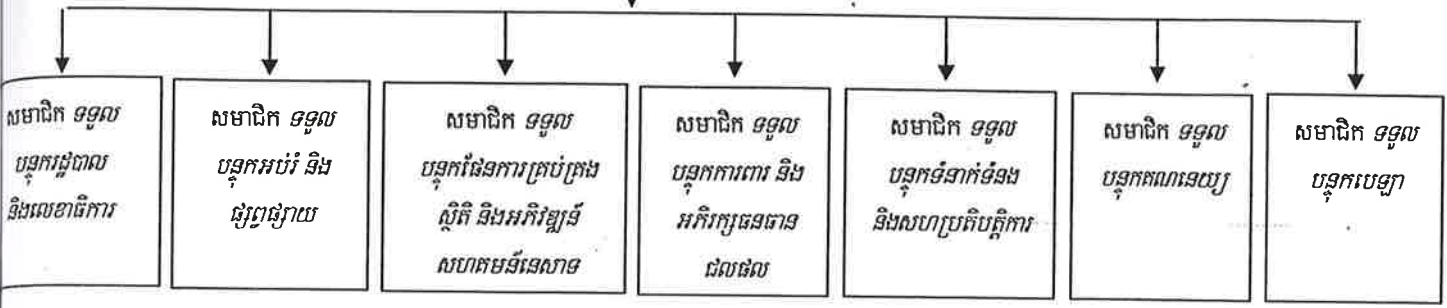 សមាជិក ទទួល
បន្ទុករដ្ឋបាល
និងលេខាធិការ
សមាជិក ទទួល
បន្ទុកអប់រំ និង
ផ្សព្វផ្សាយ
សមាជិក ទទួល
បន្ទុកផែនការគ្រប់គ្រង
ស្ថិតិ និងអភិវឌ្ឍន៍
សហគមន៍នេសាទ
សមាជិក ទទួល
បន្ទុកការពារ និង
អភិរក្សធនធាន
ជលផល
សមាជិក ទទួល
បន្ទុកទំនាក់ទំនង
និងសហប្រតិបត្តិការ
សមាជិក ទទួល
បន្ទុកគណនេយ្យ
សមាជិក ទទួល
បន្ទុកបេឡា